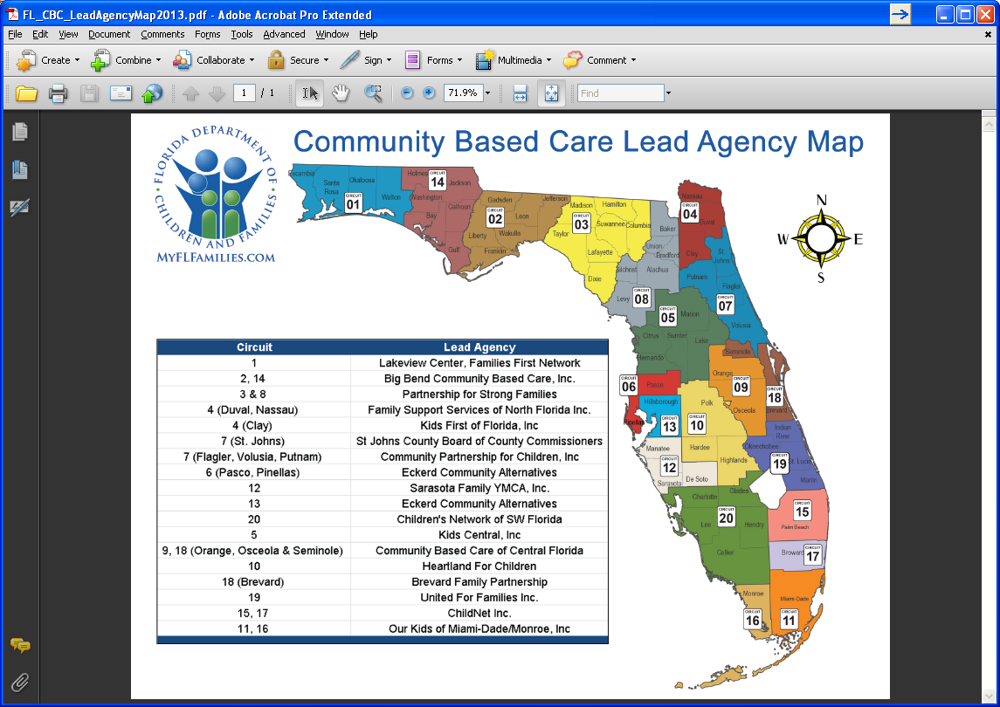 FL_CBC_LeadAgencyMap2013.pdf - Adobe Acrobat Pro Extended
File Edit View Document Comments Forms Tools Advanced Window Help
Create Combine Collaborate Secure Sign Forms Multimedia Comment
1 / 1 71.9% Find
FLORIDA DEPARTMENT OF
CHILDREN AND FAMILIES
MYFLFAMILIES.COM
Community Based Care Lead Agency Map
N
W E
S
Circuit Lead Agency
1 Lakeview Center, Families First Network
2, 14 Big Bend Community Based Care, Inc.
3 & 8 Partnership for Strong Families
4 (Duval, Nassau) Family Support Services of North Florida Inc.
4 (Clay) Kids First of Florida, Inc
7 (St. Johns) St Johns County Board of County Commissioners
7 (Flagler, Volusia, Putnam) Community Partnership for Children, Inc
6 (Pasco, Pinellas) Eckerd Community Alternatives
12 Sarasota Family YMCA, Inc.
13 Eckerd Community Alternatives
20 Children's Network of SW Florida
5 Kids Central, Inc
9, 18 (Orange, Osceola & Seminole) Community Based Care of Central Florida
10 Heartland For Children
18 (Brevard) Brevard Family Partnership
19 United For Families Inc.
15, 17 ChildNet Inc.
11, 16 Our Kids of Miami-Dade/Monroe, Inc
Escambia
Santa
Rosa
Okaloosa
Walton
CIRCUIT
01
Holmes
CIRCUIT
14
Jackson
Washington
Calhoun
Bay
Gulf
Gadsden
CIRCUIT
02
Leon
Jefferson
Liberty
Wakulla
Franklin
Madison
Hamilton
CIRCUIT
03
Suwannee
Columbia
Taylor
Lafayette
Dixie
Nassau
CIRCUIT
04
Duval
Clay
Baker
Union
Bradford
Gilchrist
Alachua
Levy
CIRCUIT
08
St.
Johns
Putnam
Flagler
CIRCUIT
07
Volusia
CIRCUIT
05
Marion
Citrus
Sumter
Lake
Hernando
Seminole
Orange
CIRCUIT
09
Osceola
CIRCUIT
18
Brevard
CIRCUIT
06
Pasco
Pinellas
Hillsborough
CIRCUIT
13
Polk
CIRCUIT
10
Hardee
Highlands
Manatee
CIRCUIT
12
Sarasota
De Soto
Indian
River
Okeechobee
CIRCUIT
19
St. Lucie
Martin
Charlotte
Glades
CIRCUIT
20
Lee
Hendry
Collier
CIRCUIT
15
Palm Beach
Broward
CIRCUIT
17
Monroe
CIRCUIT
16
Miami-Dade
CIRCUIT
11